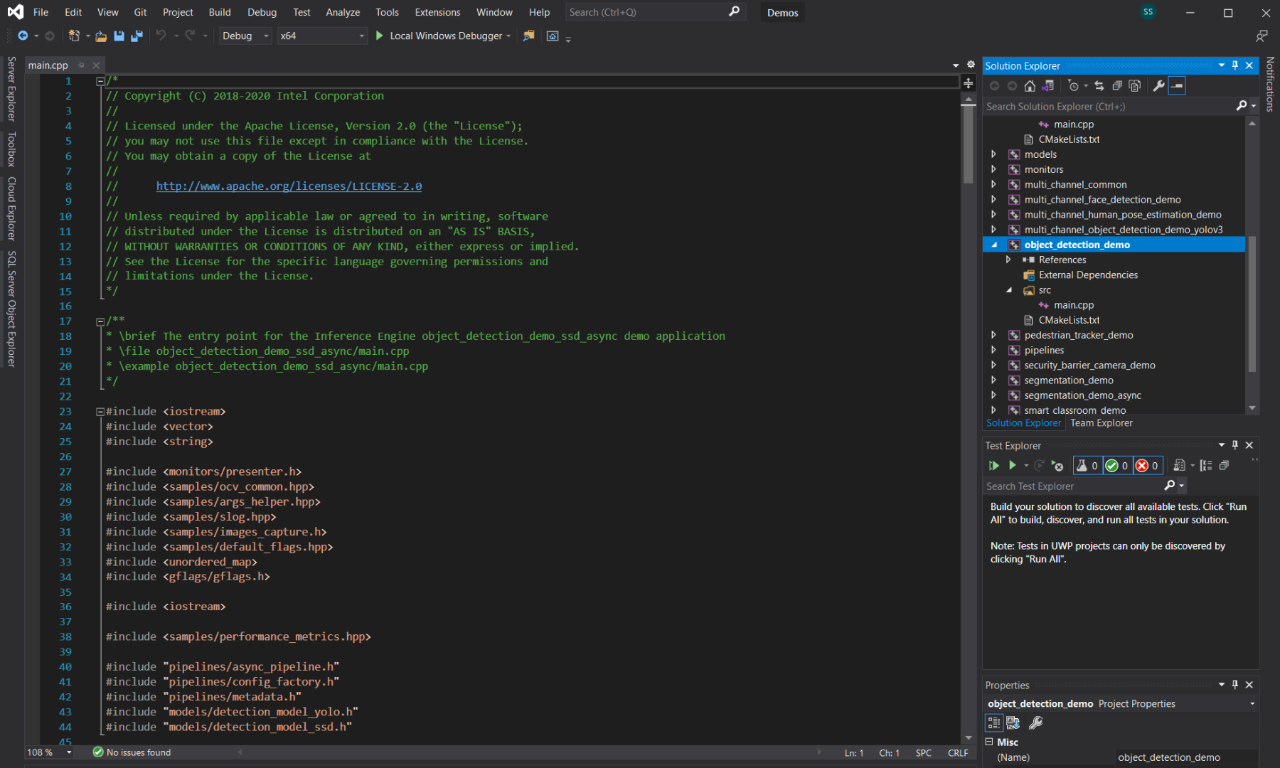 File Edit View Git Project Build Debug Test Analyze Tools Extensions Window Help Search (Ctrl+Q) Demos SS
Debug x64 Local Windows Debugger
Server Explorer
Toolbox
Cloud Explorer
SQL Server Object Explorer
main.cpp
1 /*
2 // Copyright (C) 2018-2020 Intel Corporation
3 //
4 // Licensed under the Apache License, Version 2.0 (the "License");
5 // you may not use this file except in compliance with the License.
6 // You may obtain a copy of the License at
7 //
8 //      http://www.apache.org/licenses/LICENSE-2.0
9 //
10 // Unless required by applicable law or agreed to in writing, software
11 // distributed under the License is distributed on an "AS IS" BASIS,
12 // WITHOUT WARRANTIES OR CONDITIONS OF ANY KIND, either express or implied.
13 // See the License for the specific language governing permissions and
14 // limitations under the License.
15 */
16
17 /**
18 * \brief The entry point for the Inference Engine object_detection_demo_ssd_async demo application
19 * \file object_detection_demo_ssd_async/main.cpp
20 * \example object_detection_demo_ssd_async/main.cpp
21 */
22
23 #include <iostream>
24 #include <vector>
25 #include <string>
26
27 #include <monitors/presenter.h>
28 #include <samples/ocv_common.hpp>
29 #include <samples/args_helper.hpp>
30 #include <samples/slog.hpp>
31 #include <samples/images_capture.h>
32 #include <samples/default_flags.hpp>
33 #include <unordered_map>
34 #include <gflags/gflags.h>
35
36 #include <iostream>
37
38 #include <samples/performance_metrics.hpp>
39
40 #include "pipelines/async_pipeline.h"
41 #include "pipelines/config_factory.h"
42 #include "pipelines/metadata.h"
43 #include "models/detection_model_yolo.h"
44 #include "models/detection_model_ssd.h"
45
108 % No issues found Ln: 1 Ch: 1 SPC CRLF
Solution Explorer
Search Solution Explorer (Ctrl+;)
main.cpp
CMakeLists.txt
models
monitors
multi_channel_common
multi_channel_face_detection_demo
multi_channel_human_pose_estimation_demo
multi_channel_object_detection_demo_yolov3
object_detection_demo
References
External Dependencies
src
main.cpp
CMakeLists.txt
pedestrian_tracker_demo
pipelines
security_barrier_camera_demo
segmentation_demo
segmentation_demo_async
smart_classroom_demo
Solution Explorer Team Explorer
Test Explorer
0 0 0
Search Test Explorer
Build your solution to discover all available tests. Click "Run
All" to build, discover, and run all tests in your solution.
Note: Tests in UWP projects can only be discovered by
clicking "Run All".
Properties
object_detection_demo Project Properties
Misc
(Name) object_detection_demo
Notifications